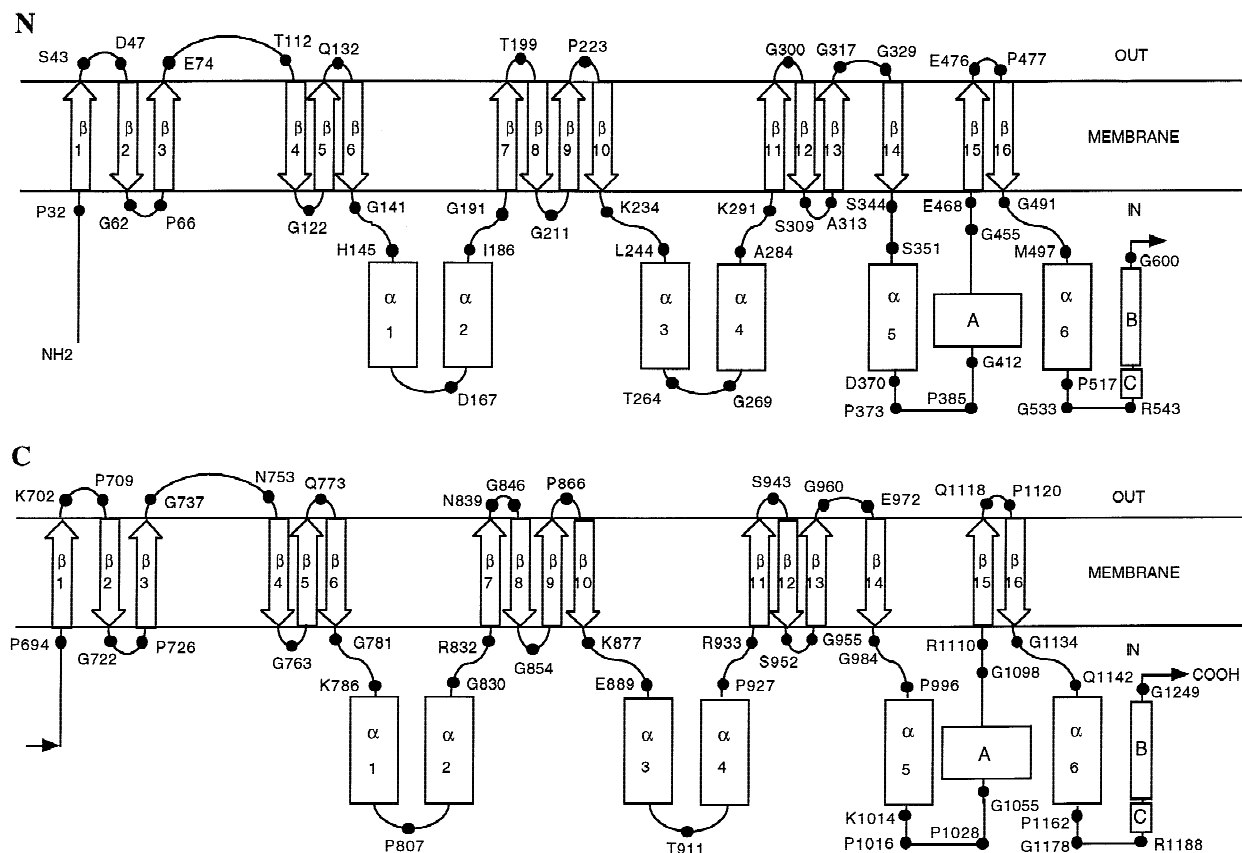 N
S43 D47 E74 T112 Q132 T199 P223 G300 G317 G329 E476 P477 OUT
β 1 β 2 β 3 β 4 β 5 β 6 β 7 β 8 β 9 β 10 β 11 β 12 β 13 β 14 β 15 β 16 MEMBRANE
P32 G62 P66 G122 G141 G191 G211 K234 K291 S309 A313 S344 E468 G491 IN
H145 I186 L244 A284 S351 G455 M497 G600
α 1 α 2 α 3 α 4 α 5 A α 6 B
NH2 G412 C
D167 T264 G269 D370 P373 P385 P517 G533 R543
C
K702 P709 G737 N753 Q773 N839 G846 P866 S943 G960 E972 Q1118 P1120 OUT
β 1 β 2 β 3 β 4 β 5 β 6 β 7 β 8 β 9 β 10 β 11 β 12 β 13 β 14 β 15 β 16 MEMBRANE
P694 G722 P726 G763 G781 R832 G854 K877 R933 S952 G955 G984 R1110 G1134 IN
K786 G830 E889 P927 P996 G1098 Q1142 G1249 COOH
α 1 α 2 α 3 α 4 α 5 A α 6 B
K1014 G1055 P1162 C
P807 T911 P1016 P1028 G1178 R1188